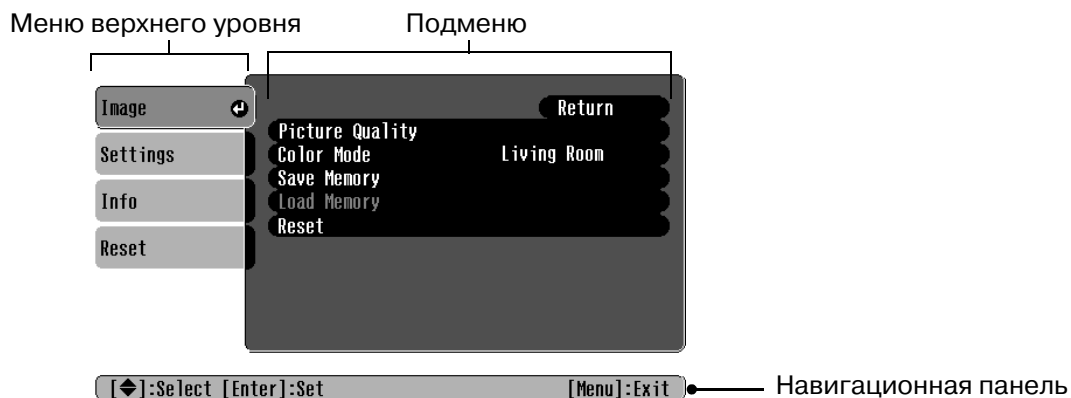 Меню верхнего уровня Подменю
Image Return
Picture Quality
Settings Color Mode Living Room
Save Memory
Info Load Memory
Reset
Reset
[◆]:Select [Enter]:Set [Menu]:Exit Навигационная панель